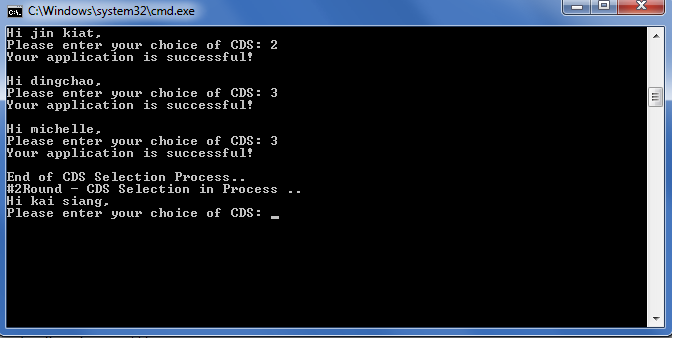 C:\Windows\system32\cmd.exe
Hi jin kiat,
Please enter your choice of CDS: 2
Your application is successful!
Hi dingchao,
Please enter your choice of CDS: 3
Your application is successful!
Hi michelle,
Please enter your choice of CDS: 3
Your application is successful!
End of CDS Selection Process..
#2Round - CDS Selection in Process ..
Hi kai siang,
Please enter your choice of CDS: _